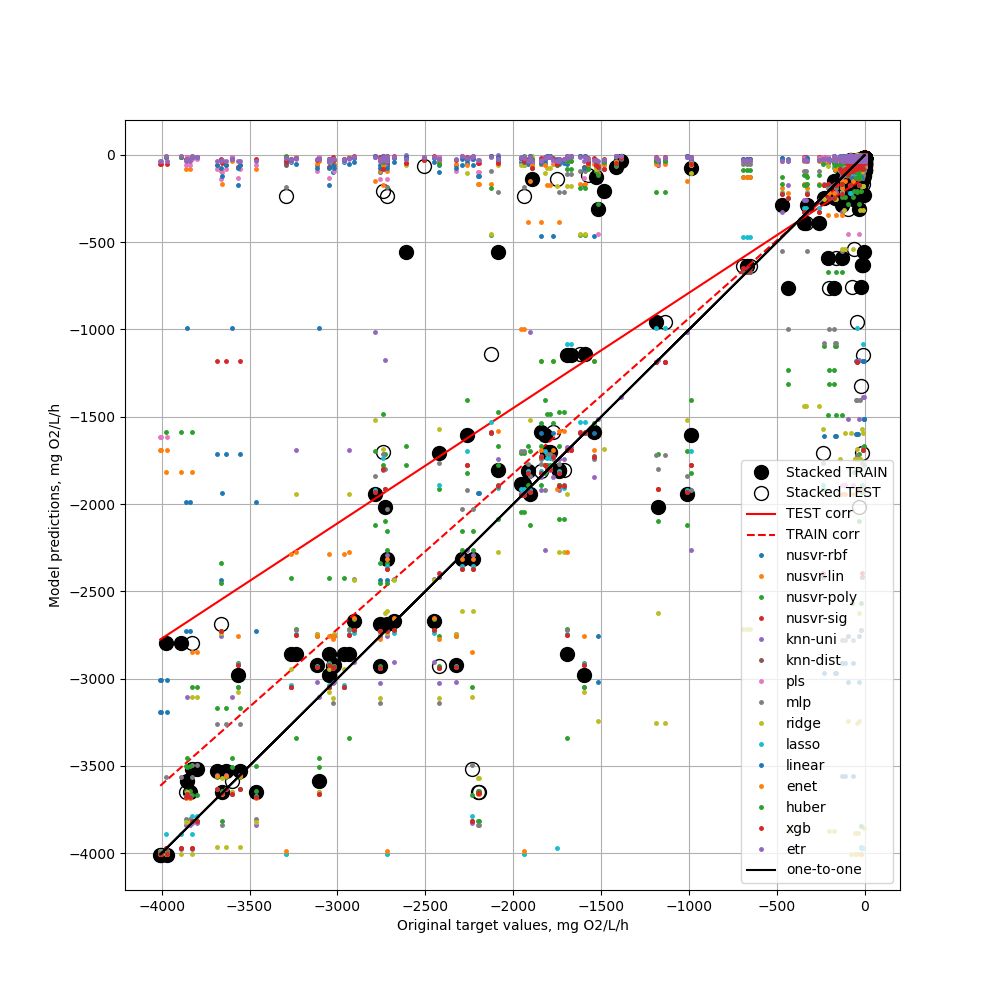 0
−500
−1000
−1500
−2000
−2500
−3000
−3500
−4000
Model predictions, mg O2/L/h
Stacked TRAIN
Stacked TEST
TEST corr
TRAIN corr
nusvr-rbf
nusvr-lin
nusvr-poly
nusvr-sig
knn-uni
knn-dist
pls
mlp
ridge
lasso
linear
enet
huber
xgb
etr
one-to-one
−4000 −3500 −3000 −2500 −2000 −1500 −1000 −500 0
Original target values, mg O2/L/h